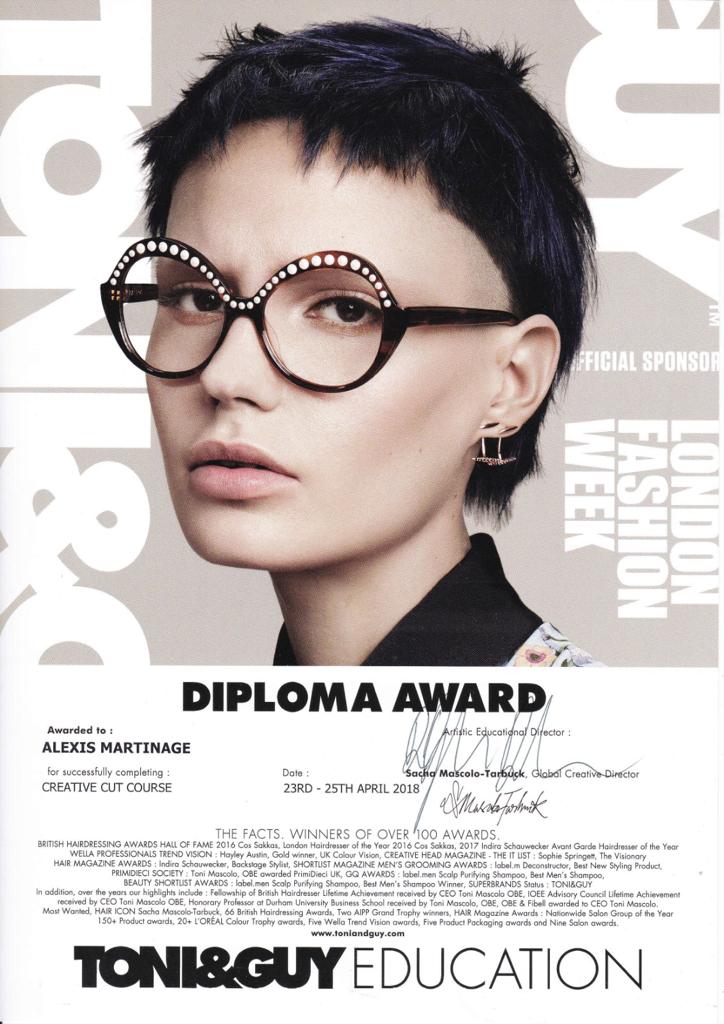 TONI&GUY™
OFFICIAL SPONSOR
LONDON
FASHION
WEEK
DIPLOMA AWARD
Awarded to :
ALEXIS MARTINAGE
for successfully completing :
CREATIVE CUT COURSE
Date :
23RD - 25TH APRIL 2018
Artistic Educational Director :
Sacha Mascolo-Tarbuck, Global Creative Director
THE FACTS. WINNERS OF OVER 100 AWARDS.
BRITISH HAIRDRESSING AWARDS HALL OF FAME 2016 Cos Sakkas, London Hairdresser of the Year 2016 Cos Sakkas, 2017 Indira Schauwecker Avant Garde Hairdresser of the Year
WELLA PROFESSIONALS TREND VISION : Hayley Austin, Gold winner, UK Colour Vision, CREATIVE HEAD MAGAZINE - THE IT LIST : Sophie Springett, The Visionary
HAIR MAGAZINE AWARDS : Indira Schauwecker, Backstage Stylist, SHORTLIST MAGAZINE MEN'S GROOMING AWARDS : label.m Deconstructor, Best New Styling Product,
PRIMIDIECI SOCIETY : Toni Mascolo, OBE awarded PrimiDieci UK, GQ AWARDS : label.men Scalp Purifying Shampoo, Best Men's Shampoo,
BEAUTY SHORTLIST AWARDS : label.men Scalp Purifying Shampoo, Best Men's Shampoo Winner, SUPERBRANDS Status : TONI&GUY
In addition, over the years highlights include : Fellowship of British Hairdresser Lifetime Achievement received by CEO Toni Mascolo OBE, IOEE Advisory Council Lifetime Achievement
received by CEO Toni Mascolo OBE, Honorary Professor at Durham University Business School received by Toni Mascolo, OBE, OBE & Fibell awarded to CEO Toni Mascolo.
Most Wanted, HAIR ICON Sacha Mascolo-Tarbuck, 66 British Hairdressing Awards, Two AIPP Grand Trophy winners, HAIR Magazine Awards : Nationwide Salon Group of the Year
150+ Product awards, 20+ L'ORÉAL Colour Trophy awards, Five Wella Trend Vision awards, Five Product Packaging awards and Nine Salon awards.
www.toniandguy.com
TONI&GUY EDUCATION